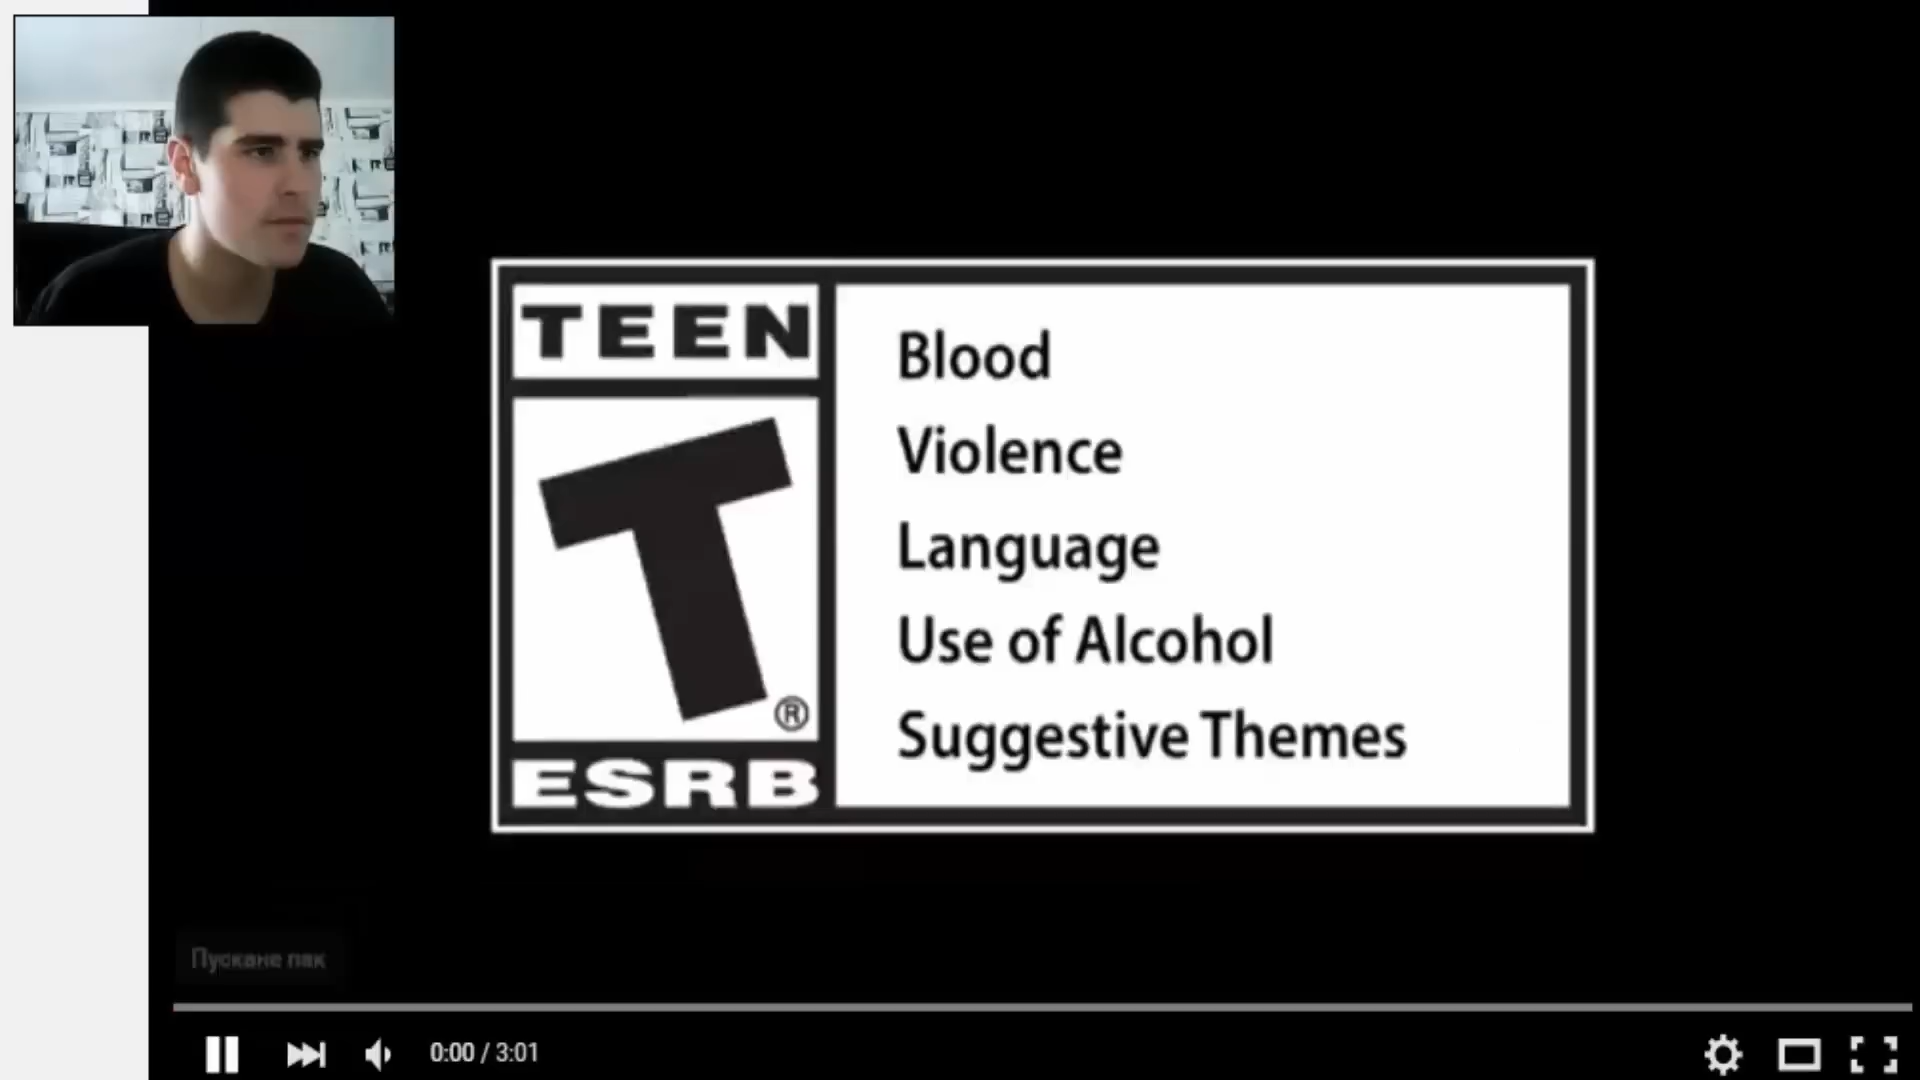 TEEN
T
®
ESRB
Blood
Violence
Language
Use of Alcohol
Suggestive Themes
Пускане пак
0:00 / 3:01